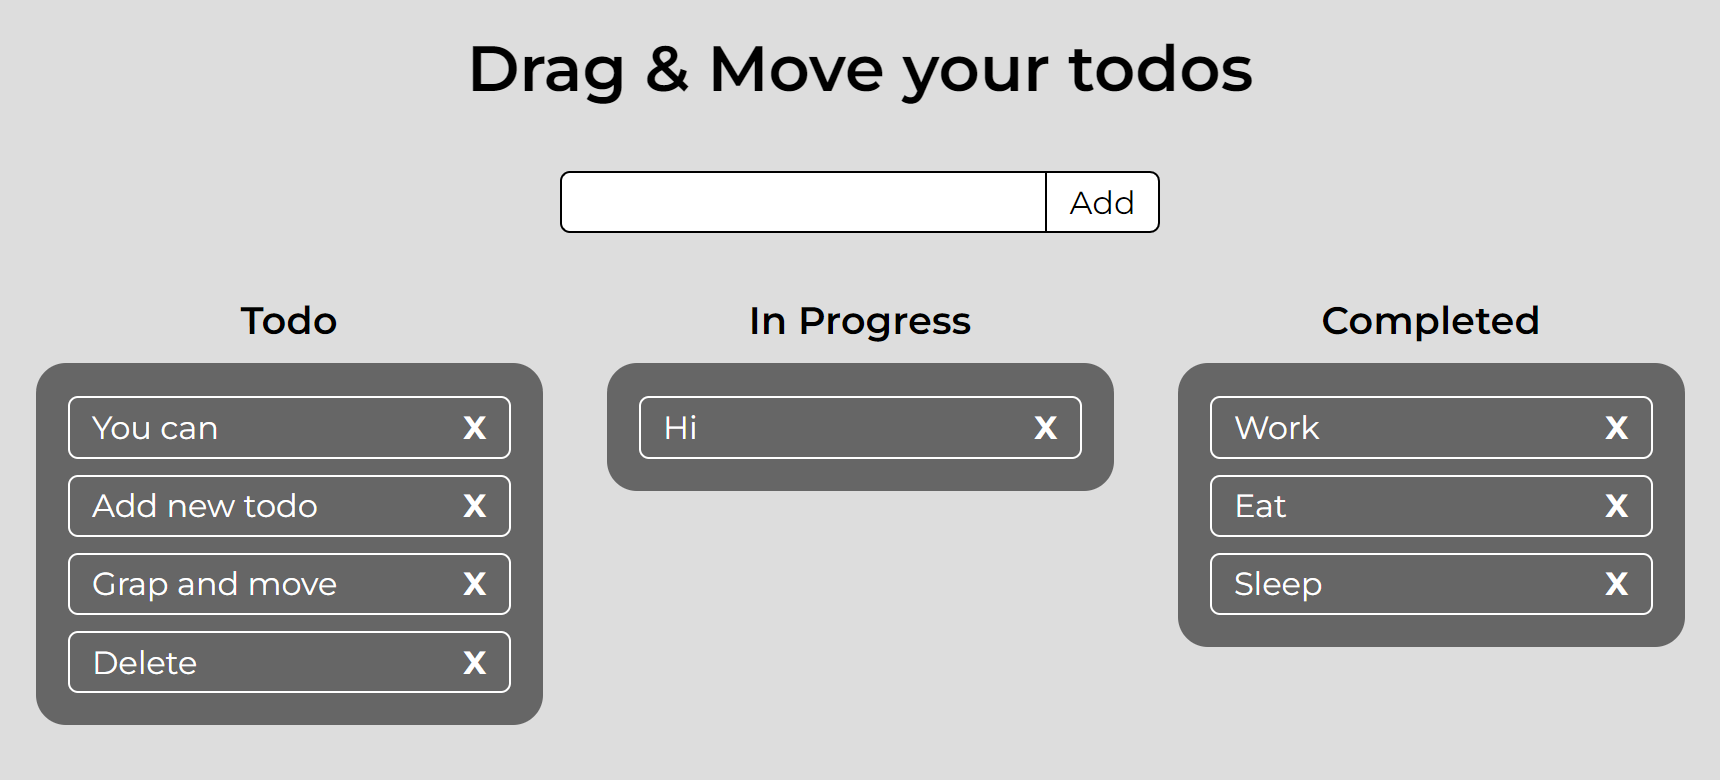 Drag & Move your todos
Add
Todo
You can X
Add new todo X
Grap and move X
Delete X
In Progress
Hi X
Completed
Work X
Eat X
Sleep X